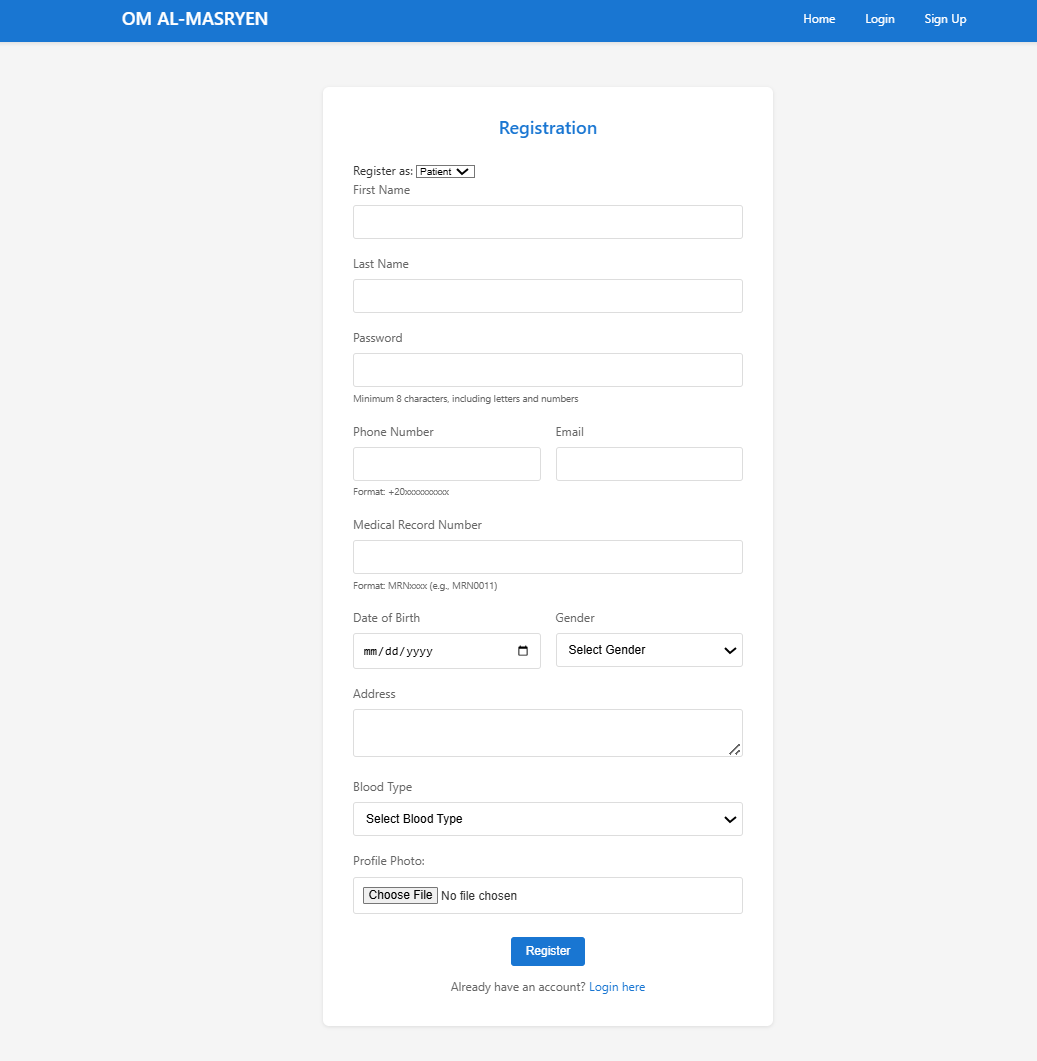 OM AL-MASRYEN Home Login Sign Up
Registration
Register as: Patient
First Name
Last Name
Password
Minimum 8 characters, including letters and numbers
Phone Number Email
Format: +20xxxxxxxxxx
Medical Record Number
Format: MRNxxxx (e.g., MRN0011)
Date of Birth Gender
mm/dd/yyyy Select Gender
Address
Blood Type
Select Blood Type
Profile Photo:
Choose File No file chosen
Register
Already have an account? Login here